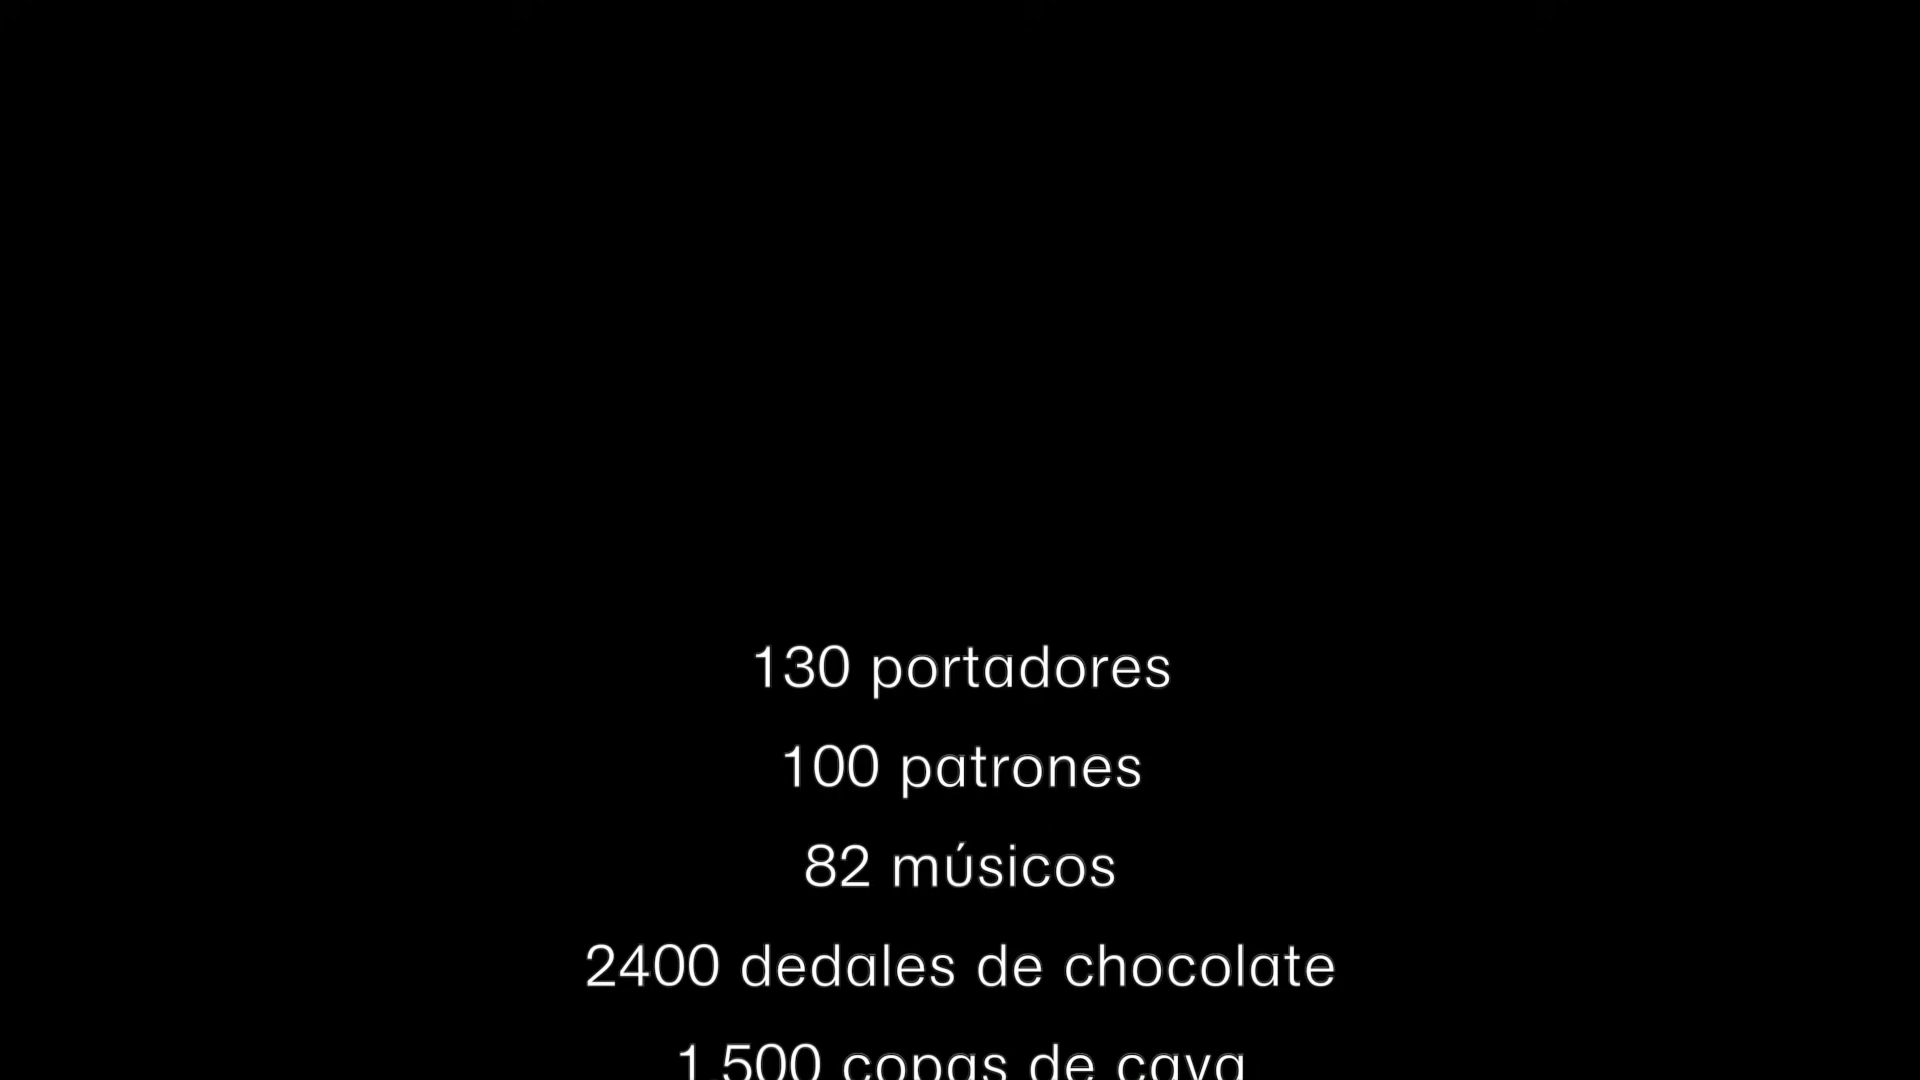 130 portadores
100 patrones
82 músicos
2400 dedales de chocolate
1.500 copas de cava